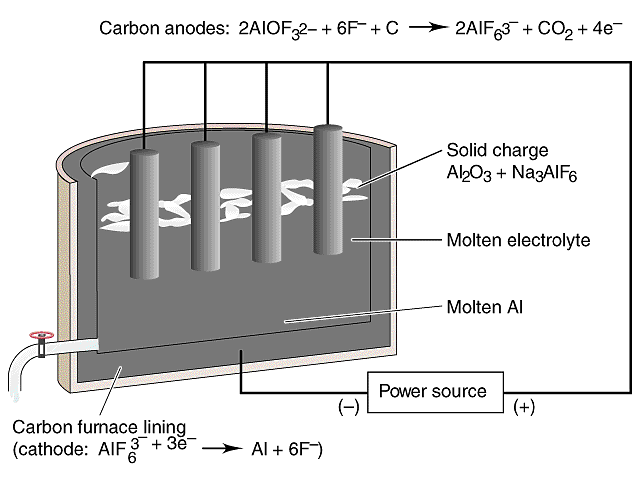 Carbon anodes: 2AlOF₃2– + 6F⁻ + C ⟶ 2AlF₆3⁻ + CO₂ + 4e⁻
Solid charge
Al₂O₃ + Na₃AlF₆
Molten electrolyte
Molten Al
Power source
(–) (+)
Carbon furnace lining
(cathode: AlF₆3⁻ + 3e⁻ ⟶ Al + 6F⁻)